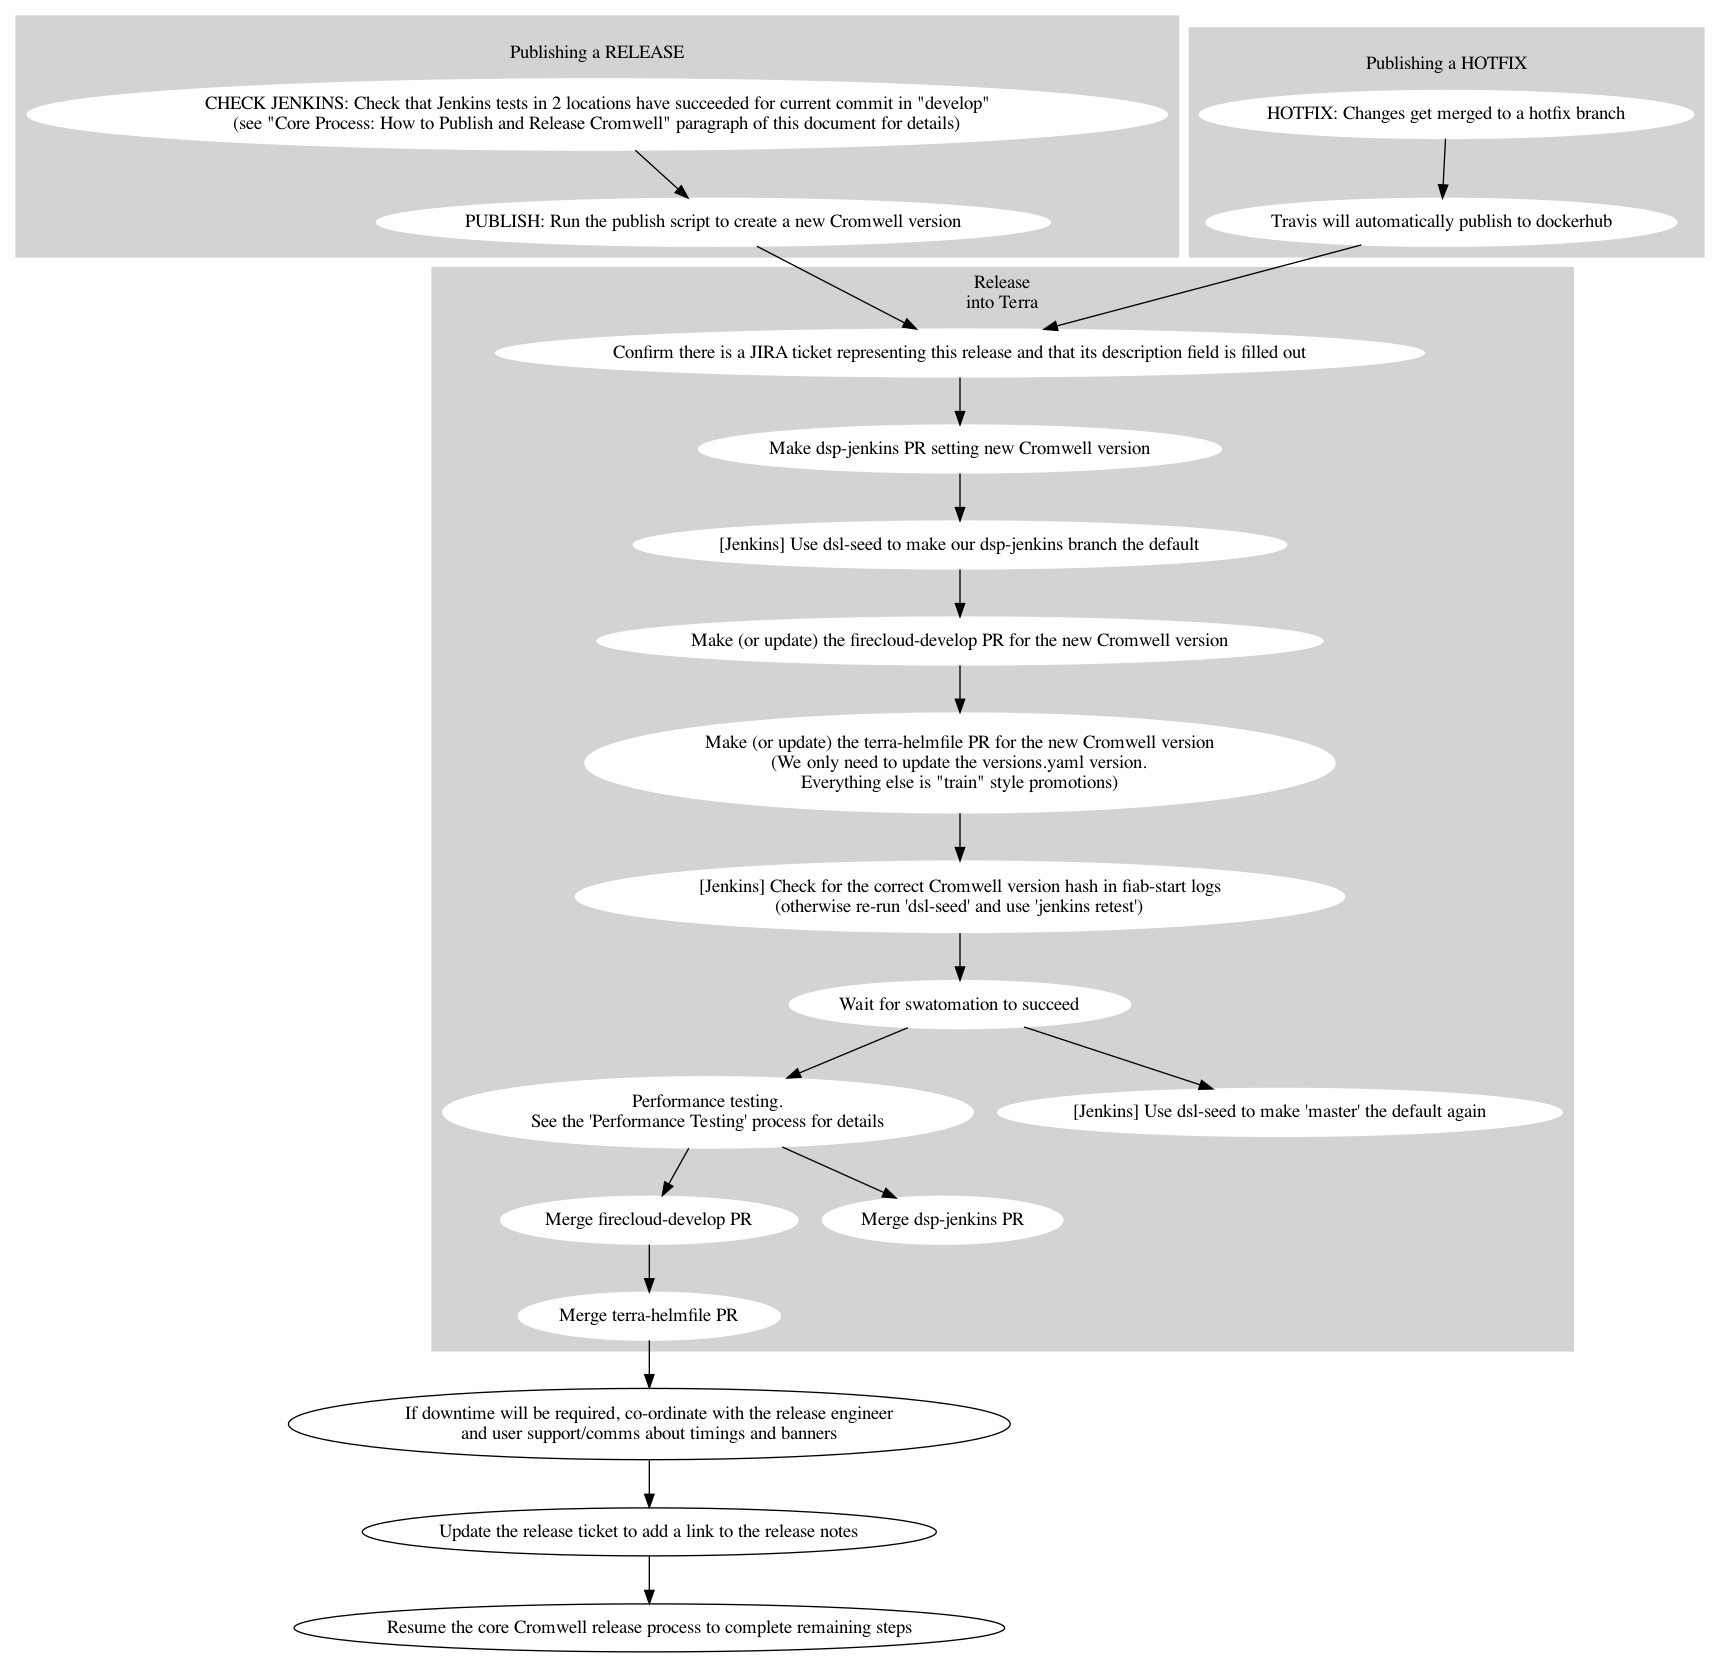 Publishing a RELEASE
CHECK JENKINS: Check that Jenkins tests in 2 locations have succeeded for current commit in "develop"
(see "Core Process: How to Publish and Release Cromwell" paragraph of this document for details)
PUBLISH: Run the publish script to create a new Cromwell version
Publishing a HOTFIX
HOTFIX: Changes get merged to a hotfix branch
Travis will automatically publish to dockerhub
Release
into Terra
Confirm there is a JIRA ticket representing this release and that its description field is filled out
Make dsp-jenkins PR setting new Cromwell version
[Jenkins] Use dsl-seed to make our dsp-jenkins branch the default
Make (or update) the firecloud-develop PR for the new Cromwell version
Make (or update) the terra-helmfile PR for the new Cromwell version
(We only need to update the versions.yaml version.
Everything else is "train" style promotions)
[Jenkins] Check for the correct Cromwell version hash in fiab-start logs
(otherwise re-run 'dsl-seed' and use 'jenkins retest')
Wait for swatomation to succeed
Performance testing.
See the 'Performance Testing' process for details
[Jenkins] Use dsl-seed to make 'master' the default again
Merge firecloud-develop PR
Merge dsp-jenkins PR
Merge terra-helmfile PR
If downtime will be required, co-ordinate with the release engineer
and user support/comms about timings and banners
Update the release ticket to add a link to the release notes
Resume the core Cromwell release process to complete remaining steps